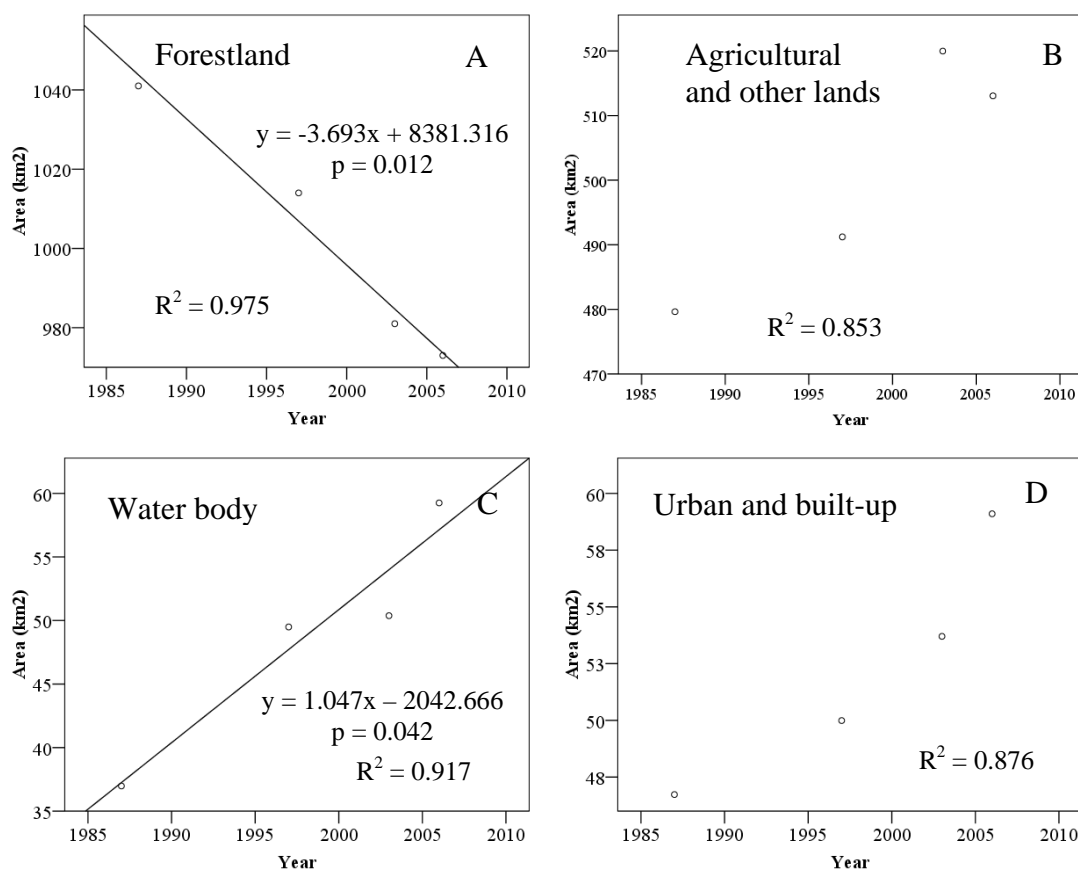 Forestland
A
y = -3.693x + 8381.316
p = 0.012
R² = 0.975
Area (km2)
1040
1020
1000
980
1985 1990 1995 2000 2005 2010
Year
Agricultural
and other lands
B
R² = 0.853
Area (km2)
520
510
500
490
480
470
1985 1990 1995 2000 2005 2010
Year
Water body
C
y = 1.047x – 2042.666
p = 0.042
R² = 0.917
Area (km2)
60
55
50
45
40
35
1985 1990 1995 2000 2005 2010
Year
Urban and built-up
D
R² = 0.876
Area (km2)
60
58
55
53
50
48
1985 1990 1995 2000 2005 2010
Year